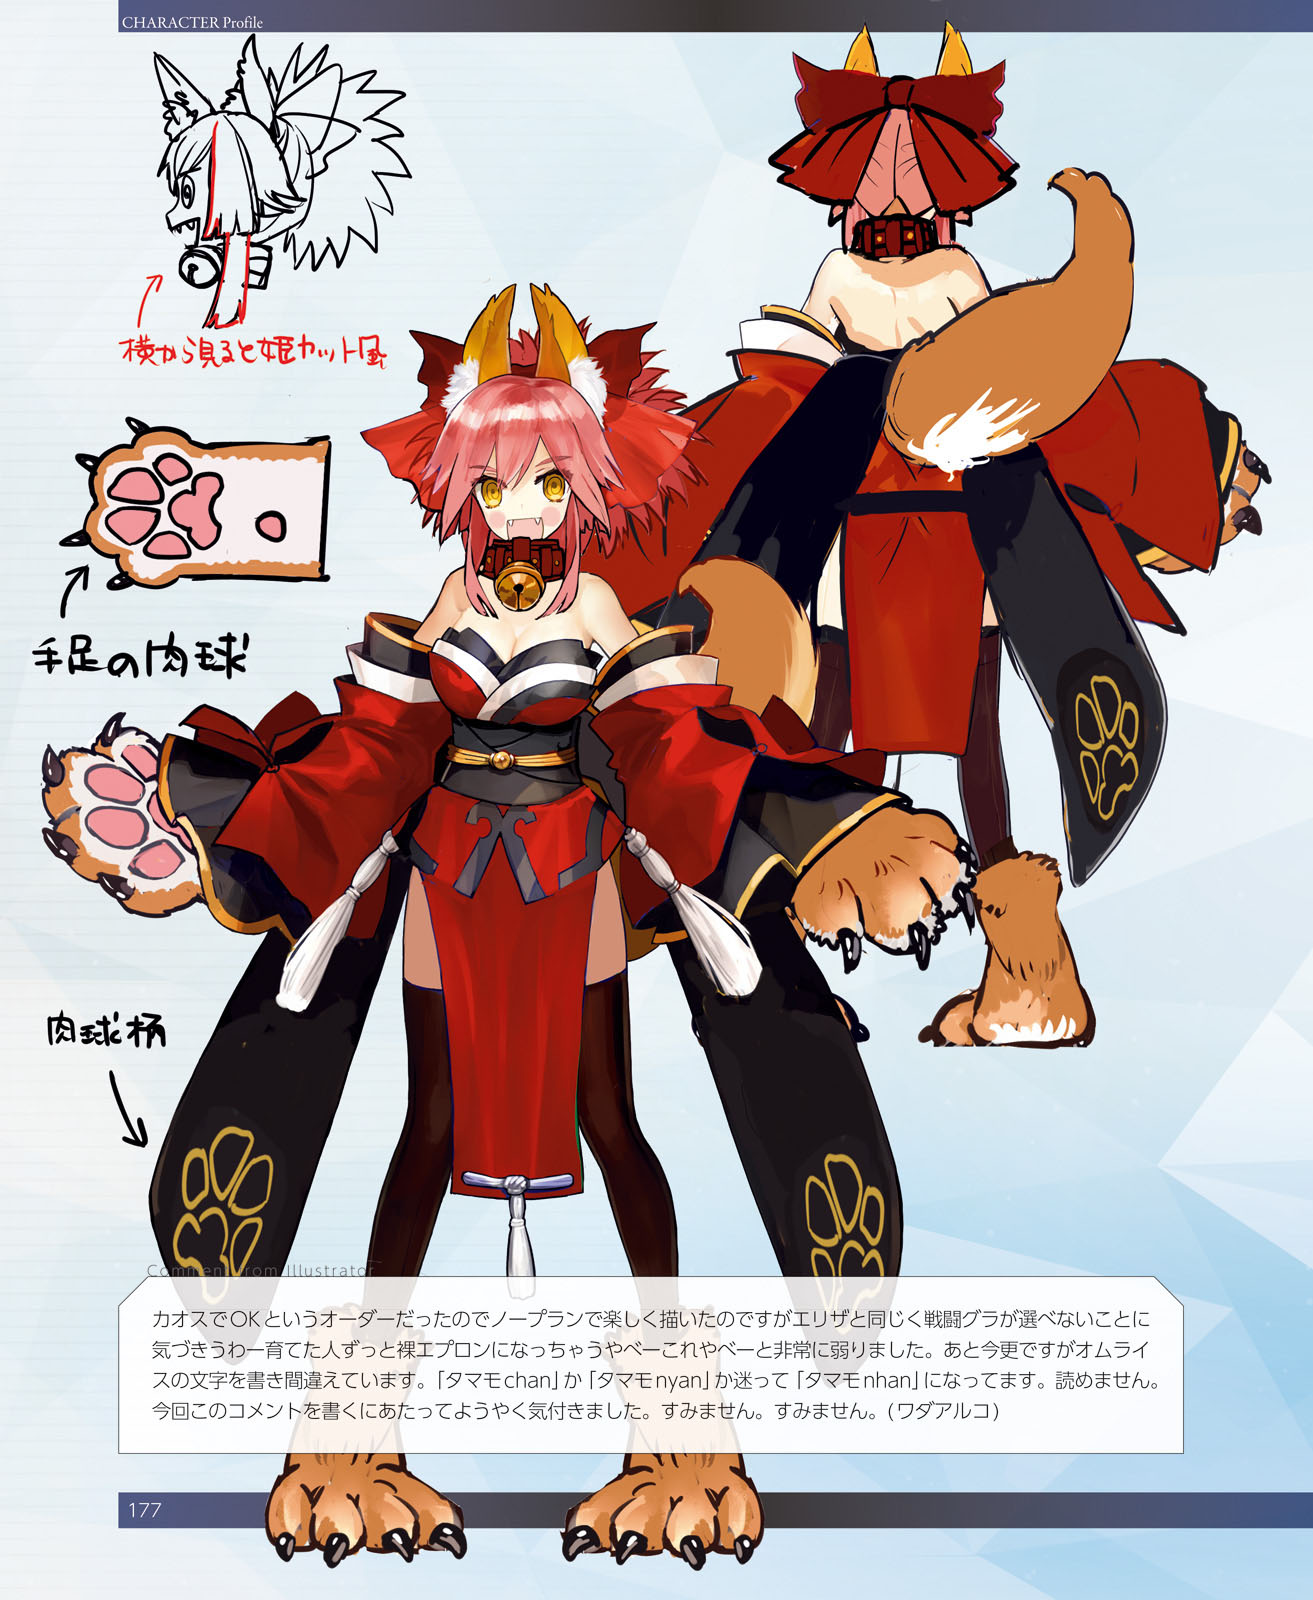 CHARACTER Profile
横から見ると姫カット風
手足の肉球
肉球柄
Comment from Illustrator
カオスでOKというオーダーだったのでノープランで楽しく描いたのですがエリザと同じく戦闘グラが選べないことに
気づきうわー育てた人ずっと裸エプロンになっちゃうやべーこれやべーと非常に弱りました。あと今更ですがオムライ
スの文字を書き間違えています。「タマモchan」か「タマモnyan」か迷って「タマモnhan」になってます。読めません。
今回このコメントを書くにあたってようやく気付きました。すみません。すみません。(ワダアルコ)
177